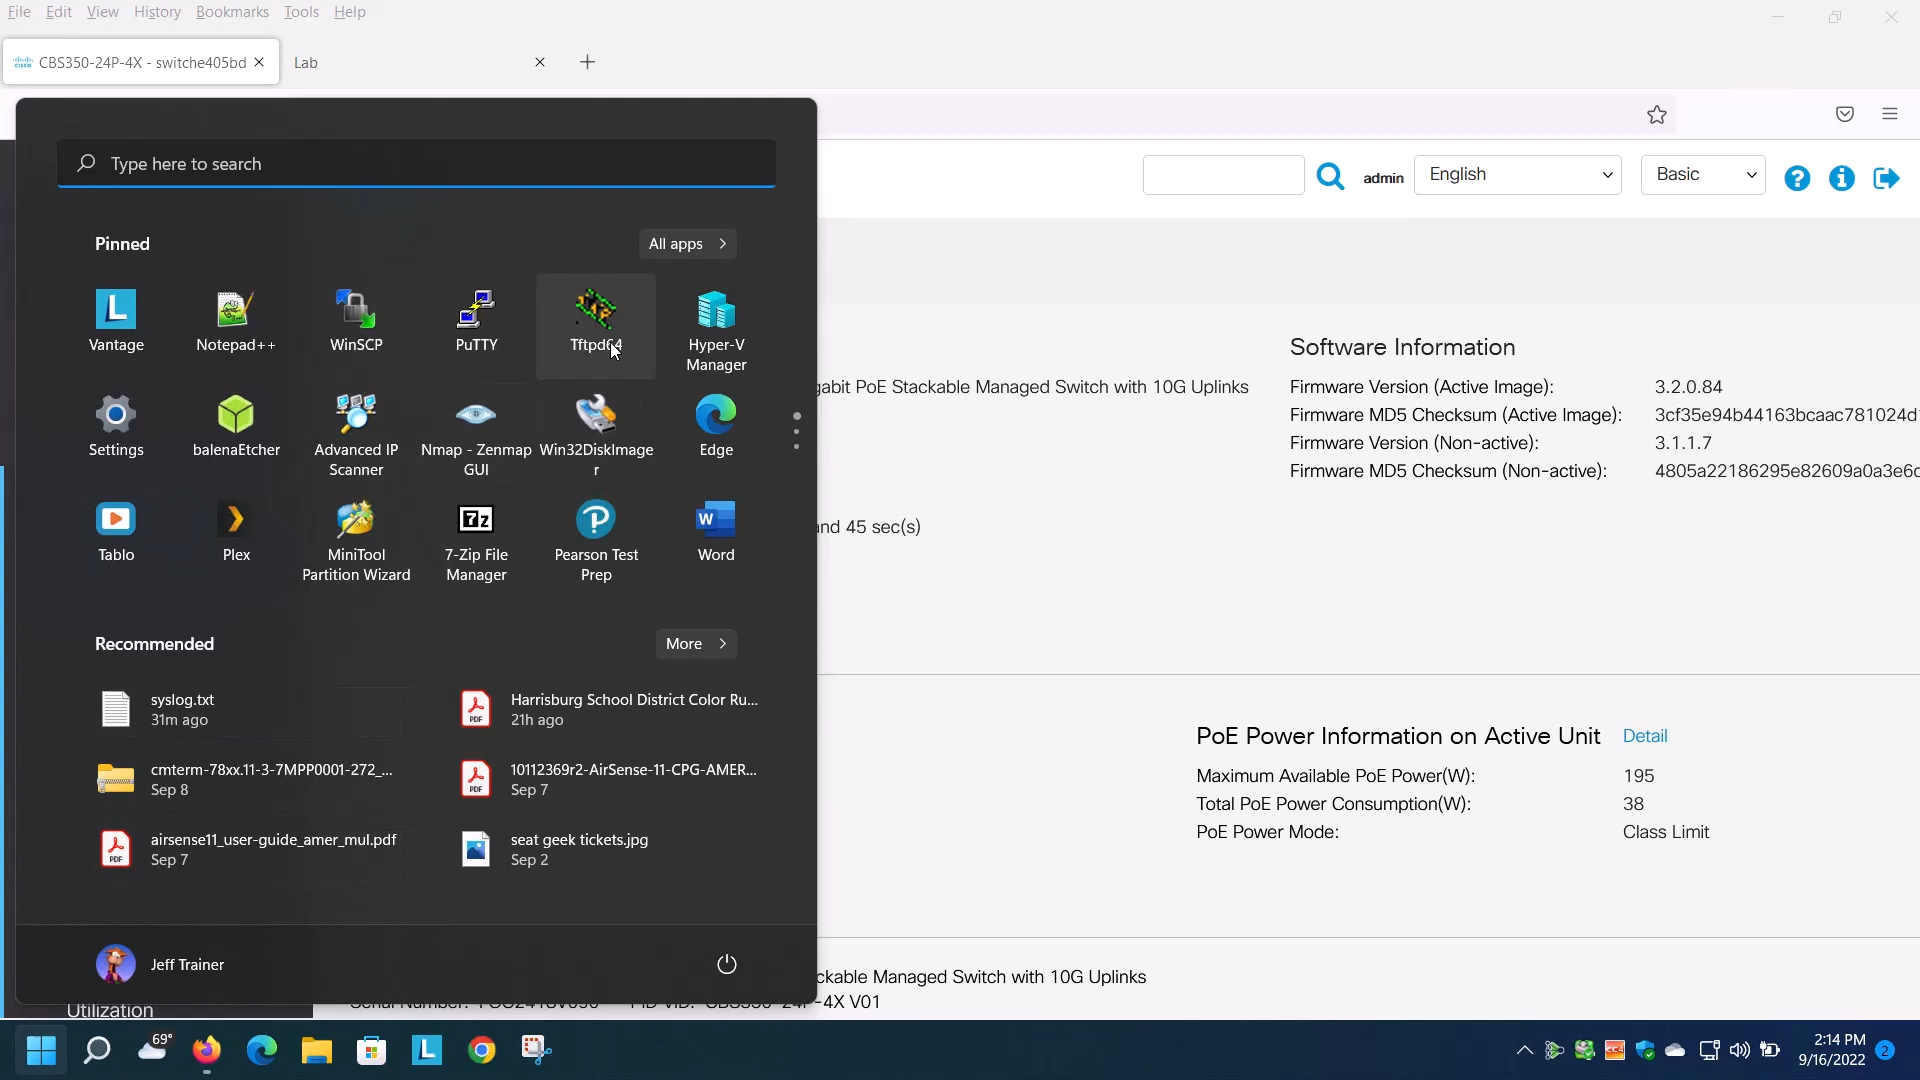 File Edit View History Bookmarks Tools Help
CBS350-24P-4X - switche405bd
Lab
Type here to search
admin
English
Basic
Pinned
All apps
Vantage
Notepad++
WinSCP
PuTTY
Tftpd64
Hyper-V
Manager
Settings
balenaEtcher
Advanced IP
Scanner
Nmap - Zenmap
GUI
Win32DiskImage
r
Edge
Tablo
Plex
MiniTool
Partition Wizard
7-Zip File
Manager
Pearson Test
Prep
Word
Recommended
More
syslog.txt
31m ago
Harrisburg School District Color Ru...
21h ago
cmterm-78xx.11-3-7MPP0001-272_...
Sep 8
10112369r2-AirSense-11-CPG-AMER...
Sep 7
airsense11_user-guide_amer_mul.pdf
Sep 7
seat geek tickets.jpg
Sep 2
Jeff Trainer
gabit PoE Stackable Managed Switch with 10G Uplinks
and 45 sec(s)
Software Information
Firmware Version (Active Image): 3.2.0.84
Firmware MD5 Checksum (Active Image): 3cf35e94b44163bcaac781024d
Firmware Version (Non-active): 3.1.1.7
Firmware MD5 Checksum (Non-active): 4805a22186295e82609a0a3e6c
PoE Power Information on Active Unit Detail
Maximum Available PoE Power(W): 195
Total PoE Power Consumption(W): 38
PoE Power Mode: Class Limit
ckable Managed Switch with 10G Uplinks
-4X V01
Utilization
69°
2:14 PM
9/16/2022
2